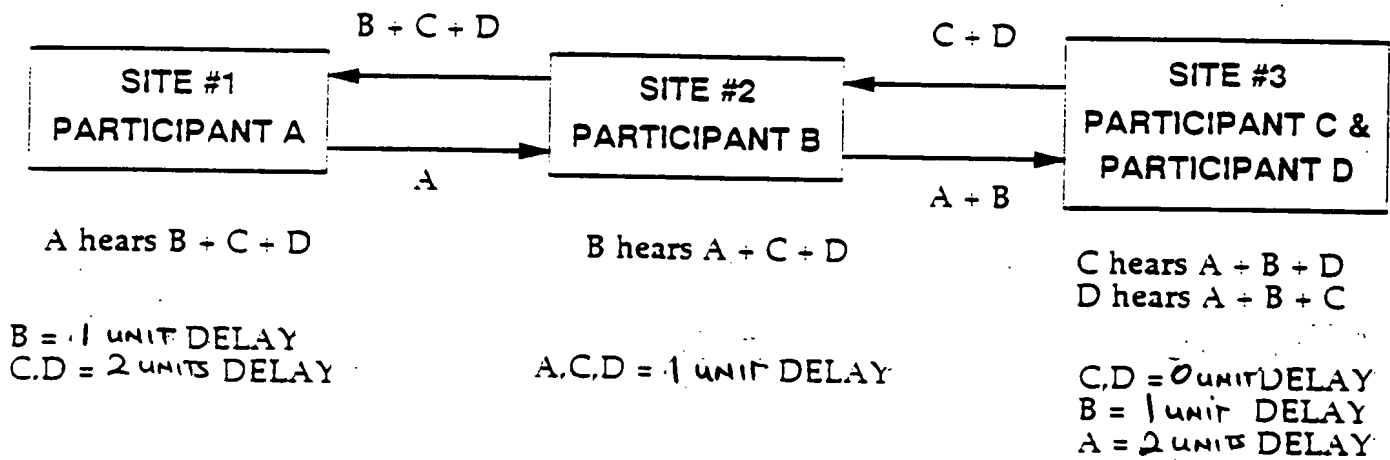 B ÷ C ÷ D
C ÷ D
SITE #1
PARTICIPANT A
SITE #2
PARTICIPANT B
SITE #3
PARTICIPANT C &
PARTICIPANT D
A
A ÷ B
A hears B ÷ C ÷ D
B hears A ÷ C ÷ D
C hears A ÷ B ÷ D
D hears A ÷ B + C
B = 1 UNIT DELAY
C,D = 2 UNITS DELAY
A,C,D = 1 UNIT DELAY
C,D = 0 UNIT DELAY
B = 1 UNIT DELAY
A = 2 UNITS DELAY